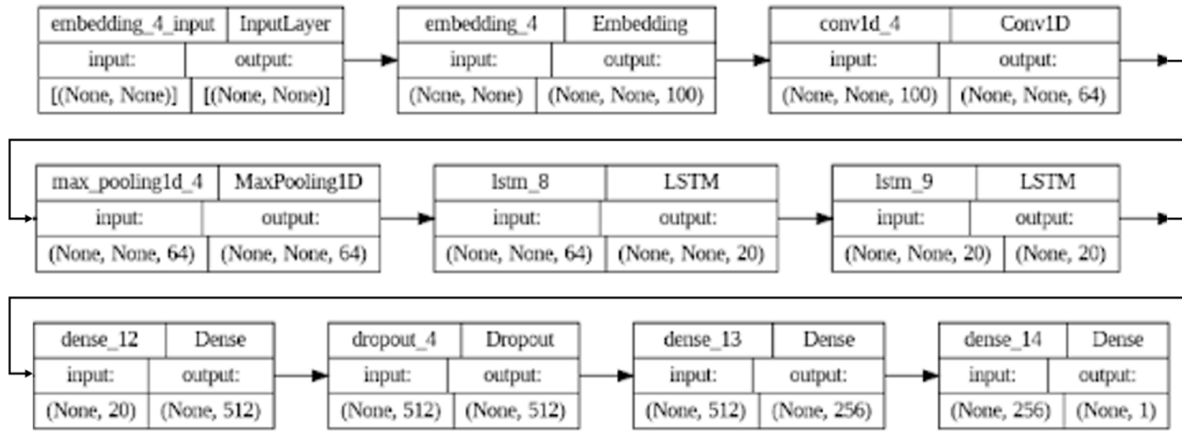 embedding_4_input InputLayer embedding_4 Embedding conv1d_4 Conv1D
input: output: input: output: input: output:
[(None, None)] [(None, None)] (None, None) (None, None, 100) (None, None, 100) (None, None, 64)
max_pooling1d_4 MaxPooling1D lstm_8 LSTM lstm_9 LSTM
input: output: input: output: input: output:
(None, None, 64) (None, None, 64) (None, None, 64) (None, None, 20) (None, None, 20) (None, 20)
dense_12 Dense dropout_4 Dropout dense_13 Dense dense_14 Dense
input: output: input: output: input: output: input: output:
(None, 20) (None, 512) (None, 512) (None, 512) (None, 512) (None, 256) (None, 256) (None, 1)